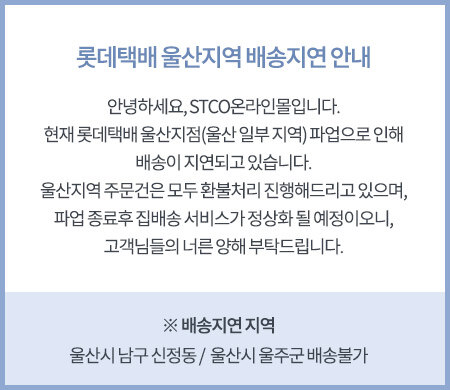 롯데택배 울산지역 배송지연 안내
안녕하세요, STCO온라인몰입니다.
현재 롯데택배 울산지점(울산 일부 지역) 파업으로 인해
배송이 지연되고 있습니다.
울산지역 주문건은 모두 환불처리 진행해드리고 있으며,
파업 종료후 집배송 서비스가 정상화 될 예정이오니,
고객님들의 너른 양해 부탁드립니다.
※ 배송지연 지역
울산시 남구 신정동 / 울산시 울주군 배송불가